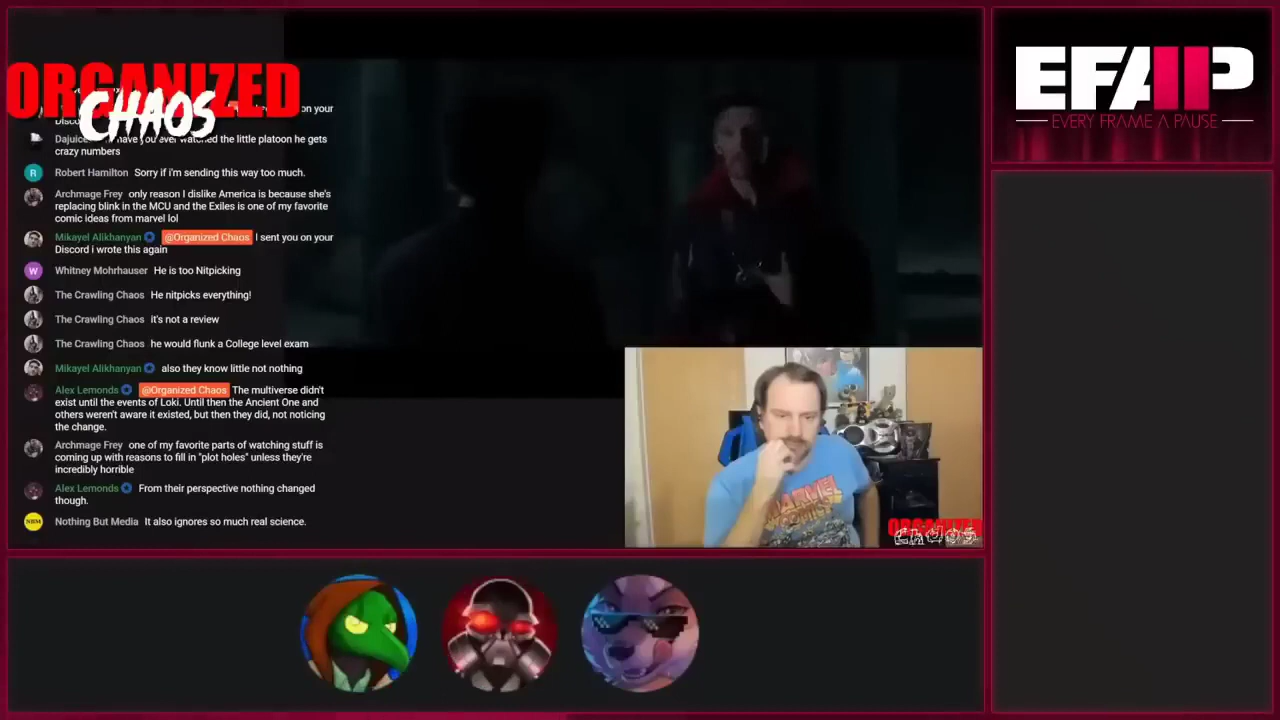 ORGANIZED
CHAOS
on your
Disco
Dajuice have you ever watched the little platoon he gets
crazy numbers
R Robert Hamilton Sorry if i'm sending this way too much.
Archmage Frey only reason I dislike America is because she's
replacing blink in the MCU and the Exiles is one of my favorite
comic ideas from marvel lol
Mikayel Alikhanyan @Organized Chaos I sent you on your
Discord i wrote this again
W Whitney Mohrhauser He is too Nitpicking
The Crawling Chaos He nitpicks everything!
The Crawling Chaos it's not a review
The Crawling Chaos he would flunk a College level exam
Mikayel Alikhanyan also they know little not nothing
Alex Lemonds @Organized Chaos The multiverse didn't
exist until the events of Loki. Until then the Ancient One and
others weren't aware it existed, but then they did, not noticing
the change.
Archmage Frey one of my favorite parts of watching stuff is
coming up with reasons to fill in "plot holes" unless they're
incredibly horrible
Alex Lemonds From their perspective nothing changed
though.
NBM Nothing But Media It also ignores so much real science.
MARVEL
COMICS
ORGANIZED
CHAOS
EFAP
EVERY FRAME A PAUSE